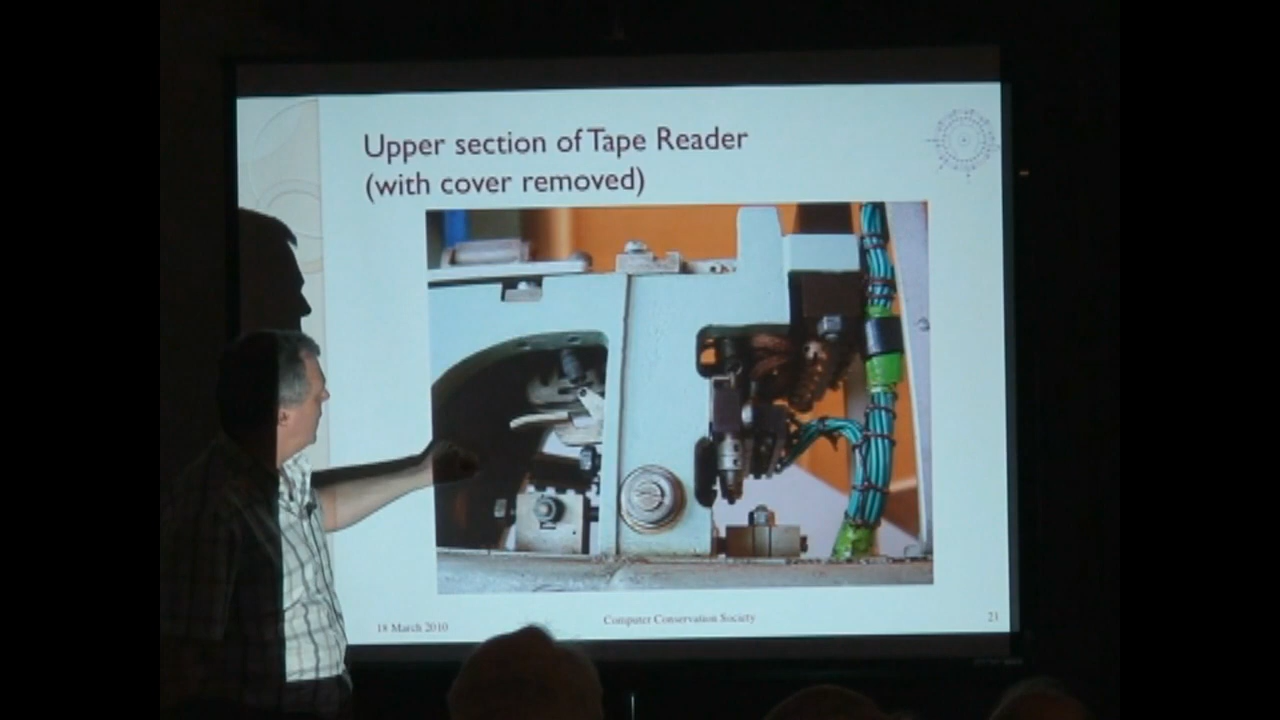 Upper section of Tape Reader
(with cover removed)
18 March 2010
Computer Conservation Society
21